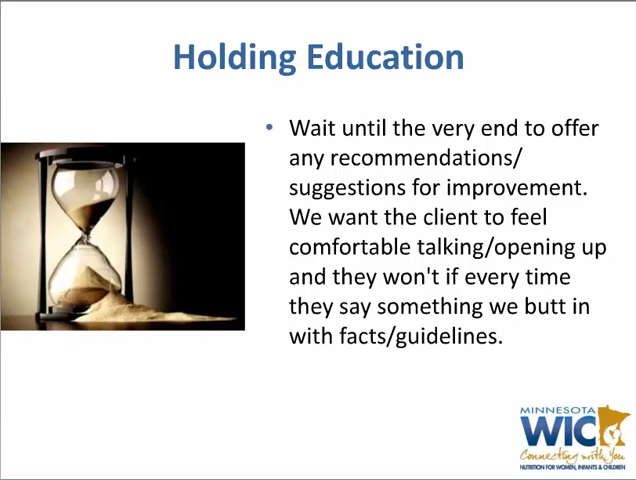 Holding Education
• Wait until the very end to offer
any recommendations/
suggestions for improvement.
We want the client to feel
comfortable talking/opening up
and they won't if every time
they say something we butt in
with facts/guidelines.
MINNESOTA
WIC
Connecting with You
NUTRITION FOR WOMEN, INFANTS & CHILDREN